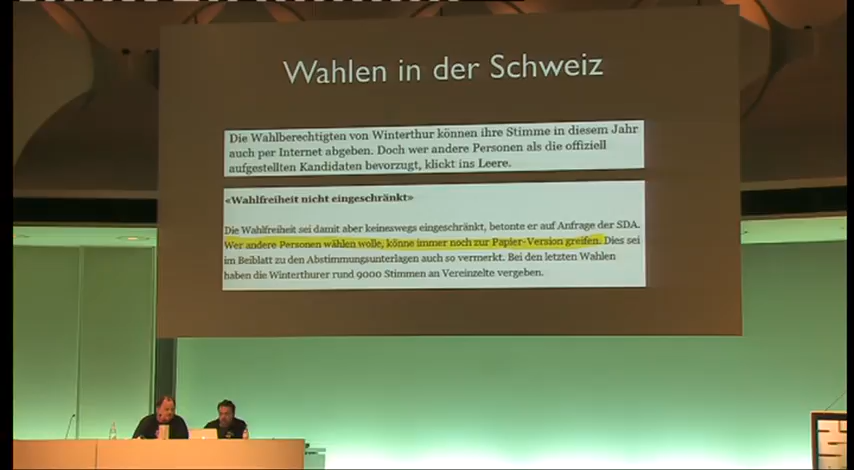 Wahlen in der Schweiz
Die Wahlberechtigten von Winterthur können ihre Stimme in diesem Jahr
auch per Internet abgeben. Doch wer andere Personen als die offiziell
aufgestellten Kandidaten bevorzugt, klickt ins Leere.
«Wahlfreiheit nicht eingeschränkt»
Die Wahlfreiheit sei damit aber keineswegs eingeschränkt, betonte er auf Anfrage der SDA.
Wer andere Personen wählen wolle, könne immer noch zur Papier-Version greifen. Dies sei
im Beiblatt zu den Abstimmungsunterlagen auch so vermerkt. Bei den letzten Wahlen
haben die Winterthurer rund 9000 Stimmen an Vereinzelte vergeben.